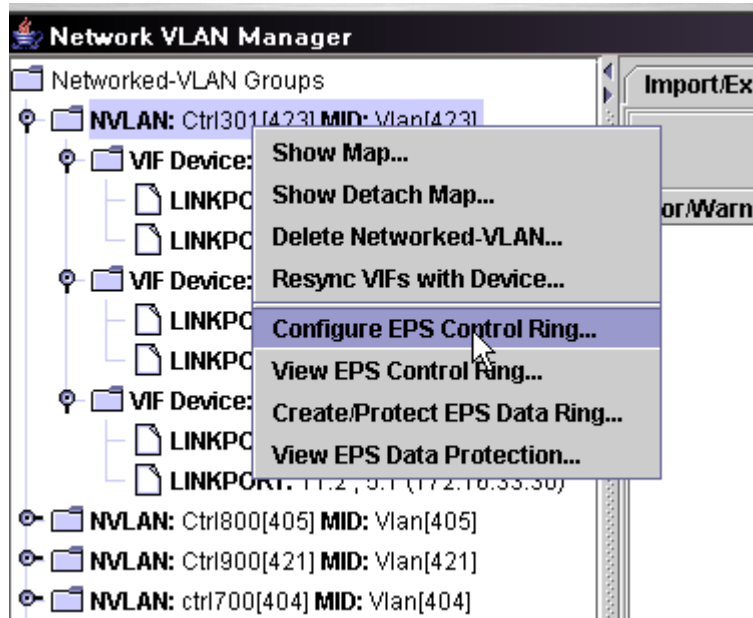 Network VLAN Manager
Networked-VLAN Groups
Import/Ex
NVLAN: Ctrl301[423] MID: Vlan[423]
VIF Device:
LINKPO
LINKPO
VIF Device:
LINKPO
LINKPO
VIF Device:
LINKPO
LINKPORT: 11.2 , 5.1 (172.16.33.30)
NVLAN: Ctrl800[405] MID: Vlan[405]
NVLAN: Ctrl900[421] MID: Vlan[421]
NVLAN: ctrl700[404] MID: Vlan[404]
Show Map...
Show Detach Map...
Delete Networked-VLAN...
Resync VIFs with Device...
Configure EPS Control Ring...
View EPS Control Ring...
Create/Protect EPS Data Ring...
View EPS Data Protection...
or/Warn